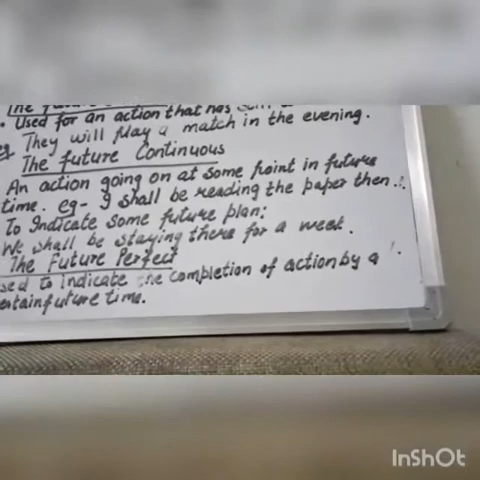 The
• Used for an action that has
eg They will play a match in the evening.
The future Continuous
An action going on at some point in future
time. eg- I shall be reading the paper then..
To Indicate some future plan:
We shall be staying there for a week.
The Future Perfect
sed to indicate the completion of action by a
ertain future time.
InShOt